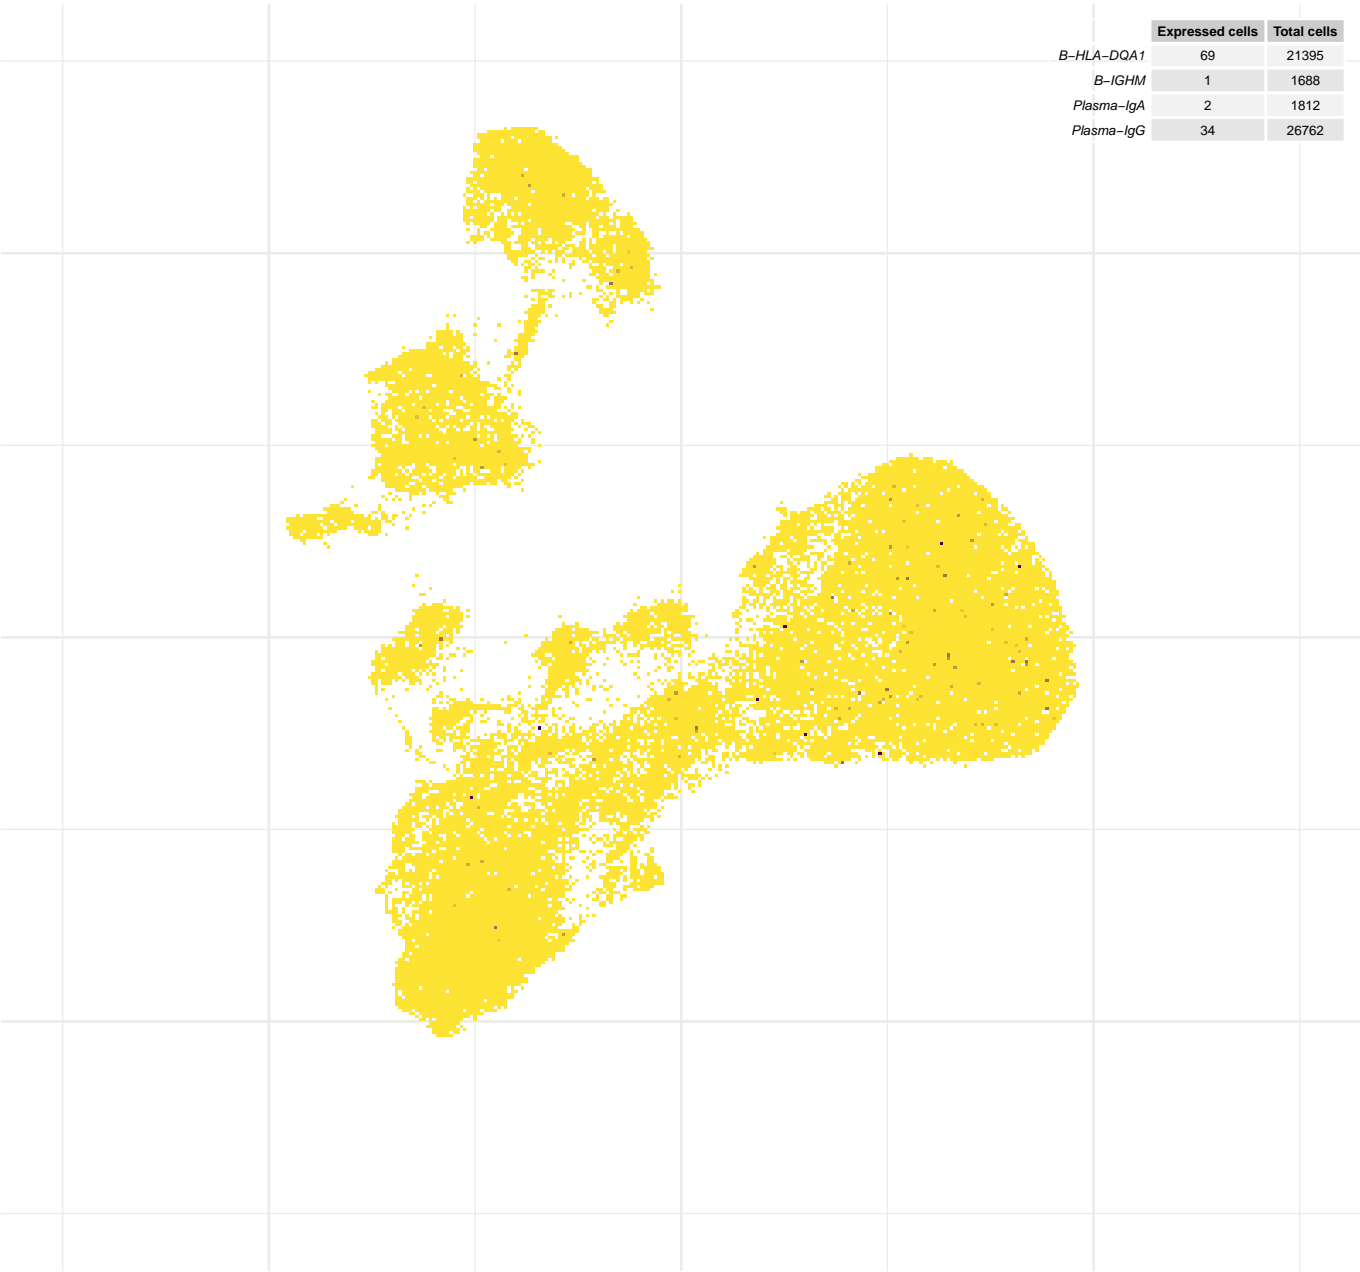 Expressed cells Total cells
B−HLA−DQA1 69 21395
B−IGHM 1 1688
Plasma−IgA 2 1812
Plasma−IgG 34 26762